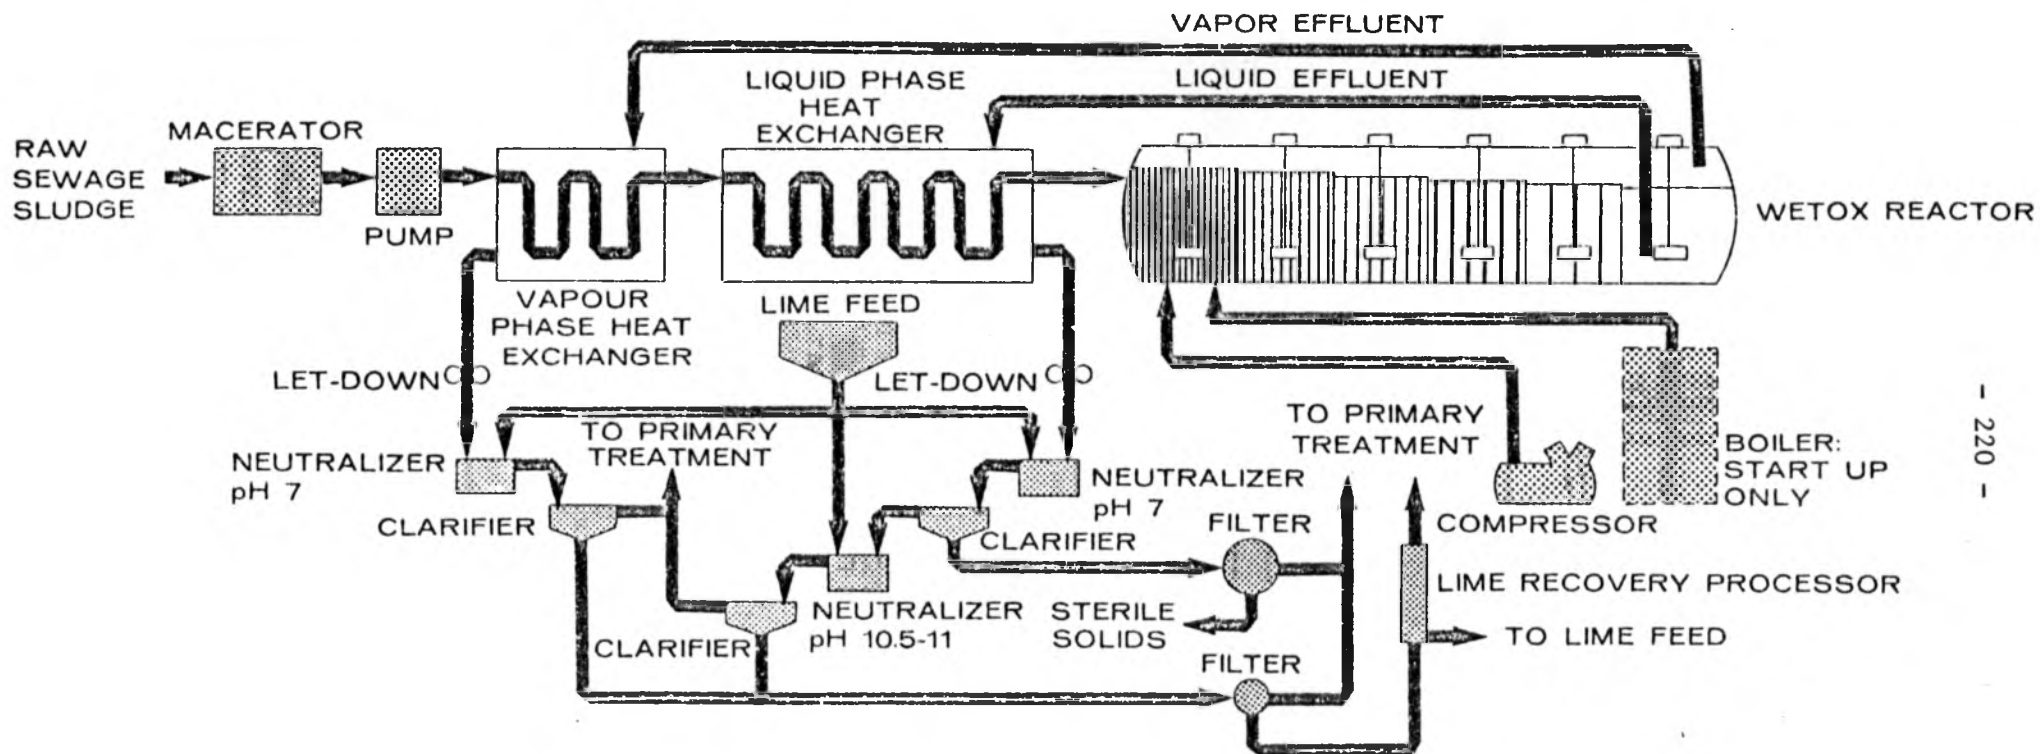 VAPOR EFFLUENT
LIQUID PHASE
HEAT
EXCHANGER
LIQUID EFFLUENT
MACERATOR
RAW
SEWAGE
SLUDGE
PUMP
WETOX REACTOR
VAPOUR
PHASE HEAT
EXCHANGER
LIME FEED
LET-DOWN
LET-DOWN
TO PRIMARY
TREATMENT
TO PRIMARY
TREATMENT
BOILER:
START UP
ONLY
- 220 -
NEUTRALIZER
pH 7
NEUTRALIZER
pH 7
CLARIFIER
CLARIFIER
FILTER
COMPRESSOR
LIME RECOVERY PROCESSOR
NEUTRALIZER
pH 10.5-11
STERILE
SOLIDS
TO LIME FEED
CLARIFIER
FILTER